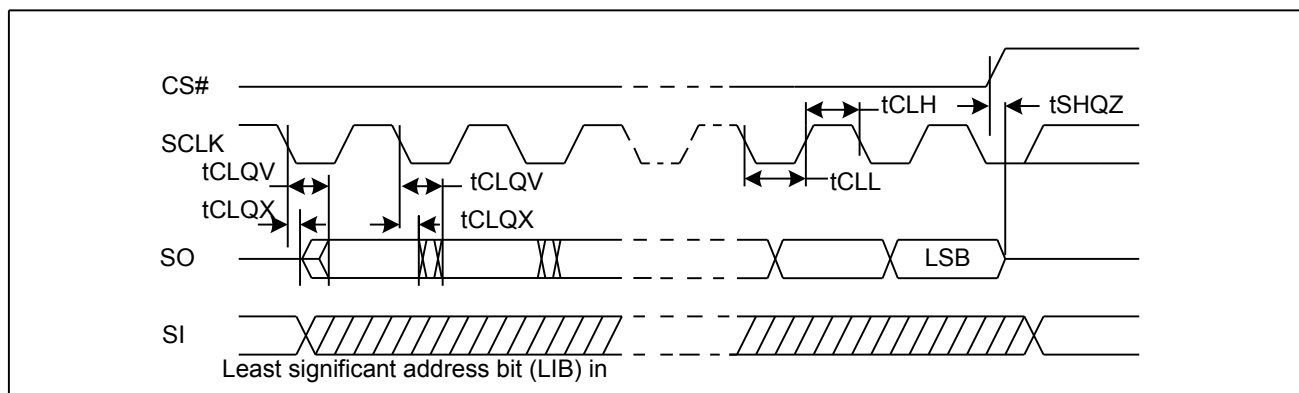 CS#
tCLH
tSHQZ
SCLK
tCLQV
tCLQV
tCLL
tCLQX
tCLQX
SO
LSB
SI
Least significant address bit (LIB) in